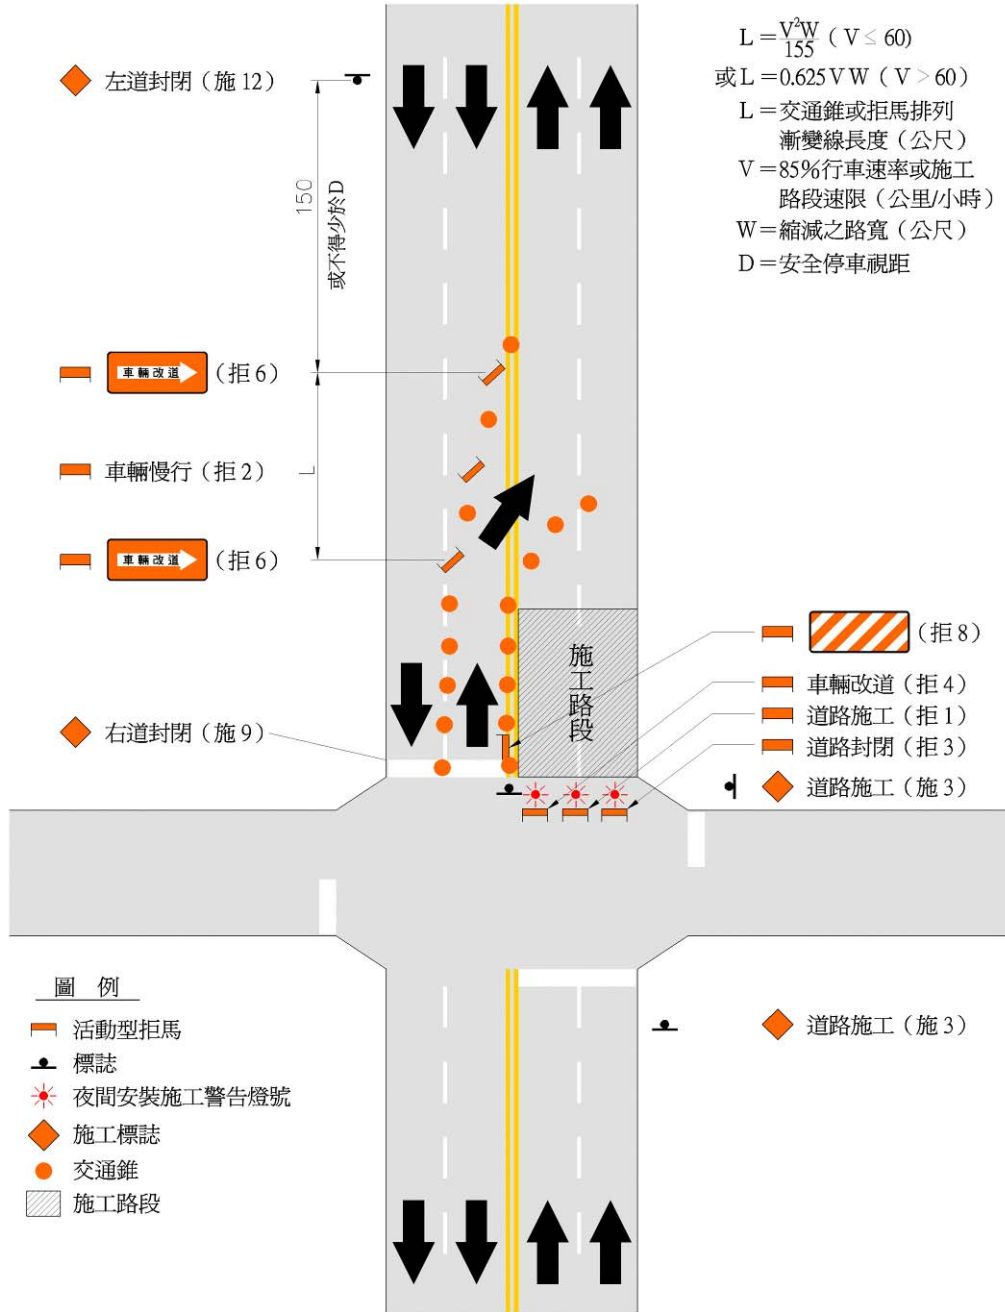 L＝V²W/155（V≤60）
或L＝0.625VW（V＞60）
L＝交通錐或拒馬排列
漸變線長度（公尺）
V＝85%行車速率或施工
路段速限（公里/小時）
W＝縮減之路寬（公尺）
D＝安全停車視距
左道封閉（施12）
150
或不得少於D
車輛改道（拒6）
L
車輛慢行（拒2）
車輛改道（拒6）
右道封閉（施9）
施工路段
（拒8）
車輛改道（拒4）
道路施工（拒1）
道路封閉（拒3）
道路施工（施3）
道路施工（施3）
圖 例
活動型拒馬
標誌
夜間安裝施工警告燈號
施工標誌
交通錐
施工路段